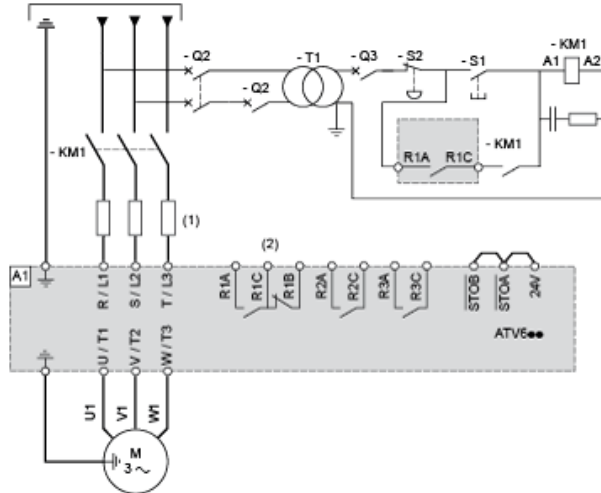 - Q2
- T1
- Q3
- S2
- S1
- KM1
A1
A2
- Q2
- KM1
R1A
R1C
- KM1
(1)
(2)
A1
R / L1
S / L2
T / L3
R1A
R1C
R1B
R2A
R2C
R3A
R3C
STOB
STOA
24V
ATV6●●
U / T1
V / T2
W / T3
U1
V1
W1
M
3 ~